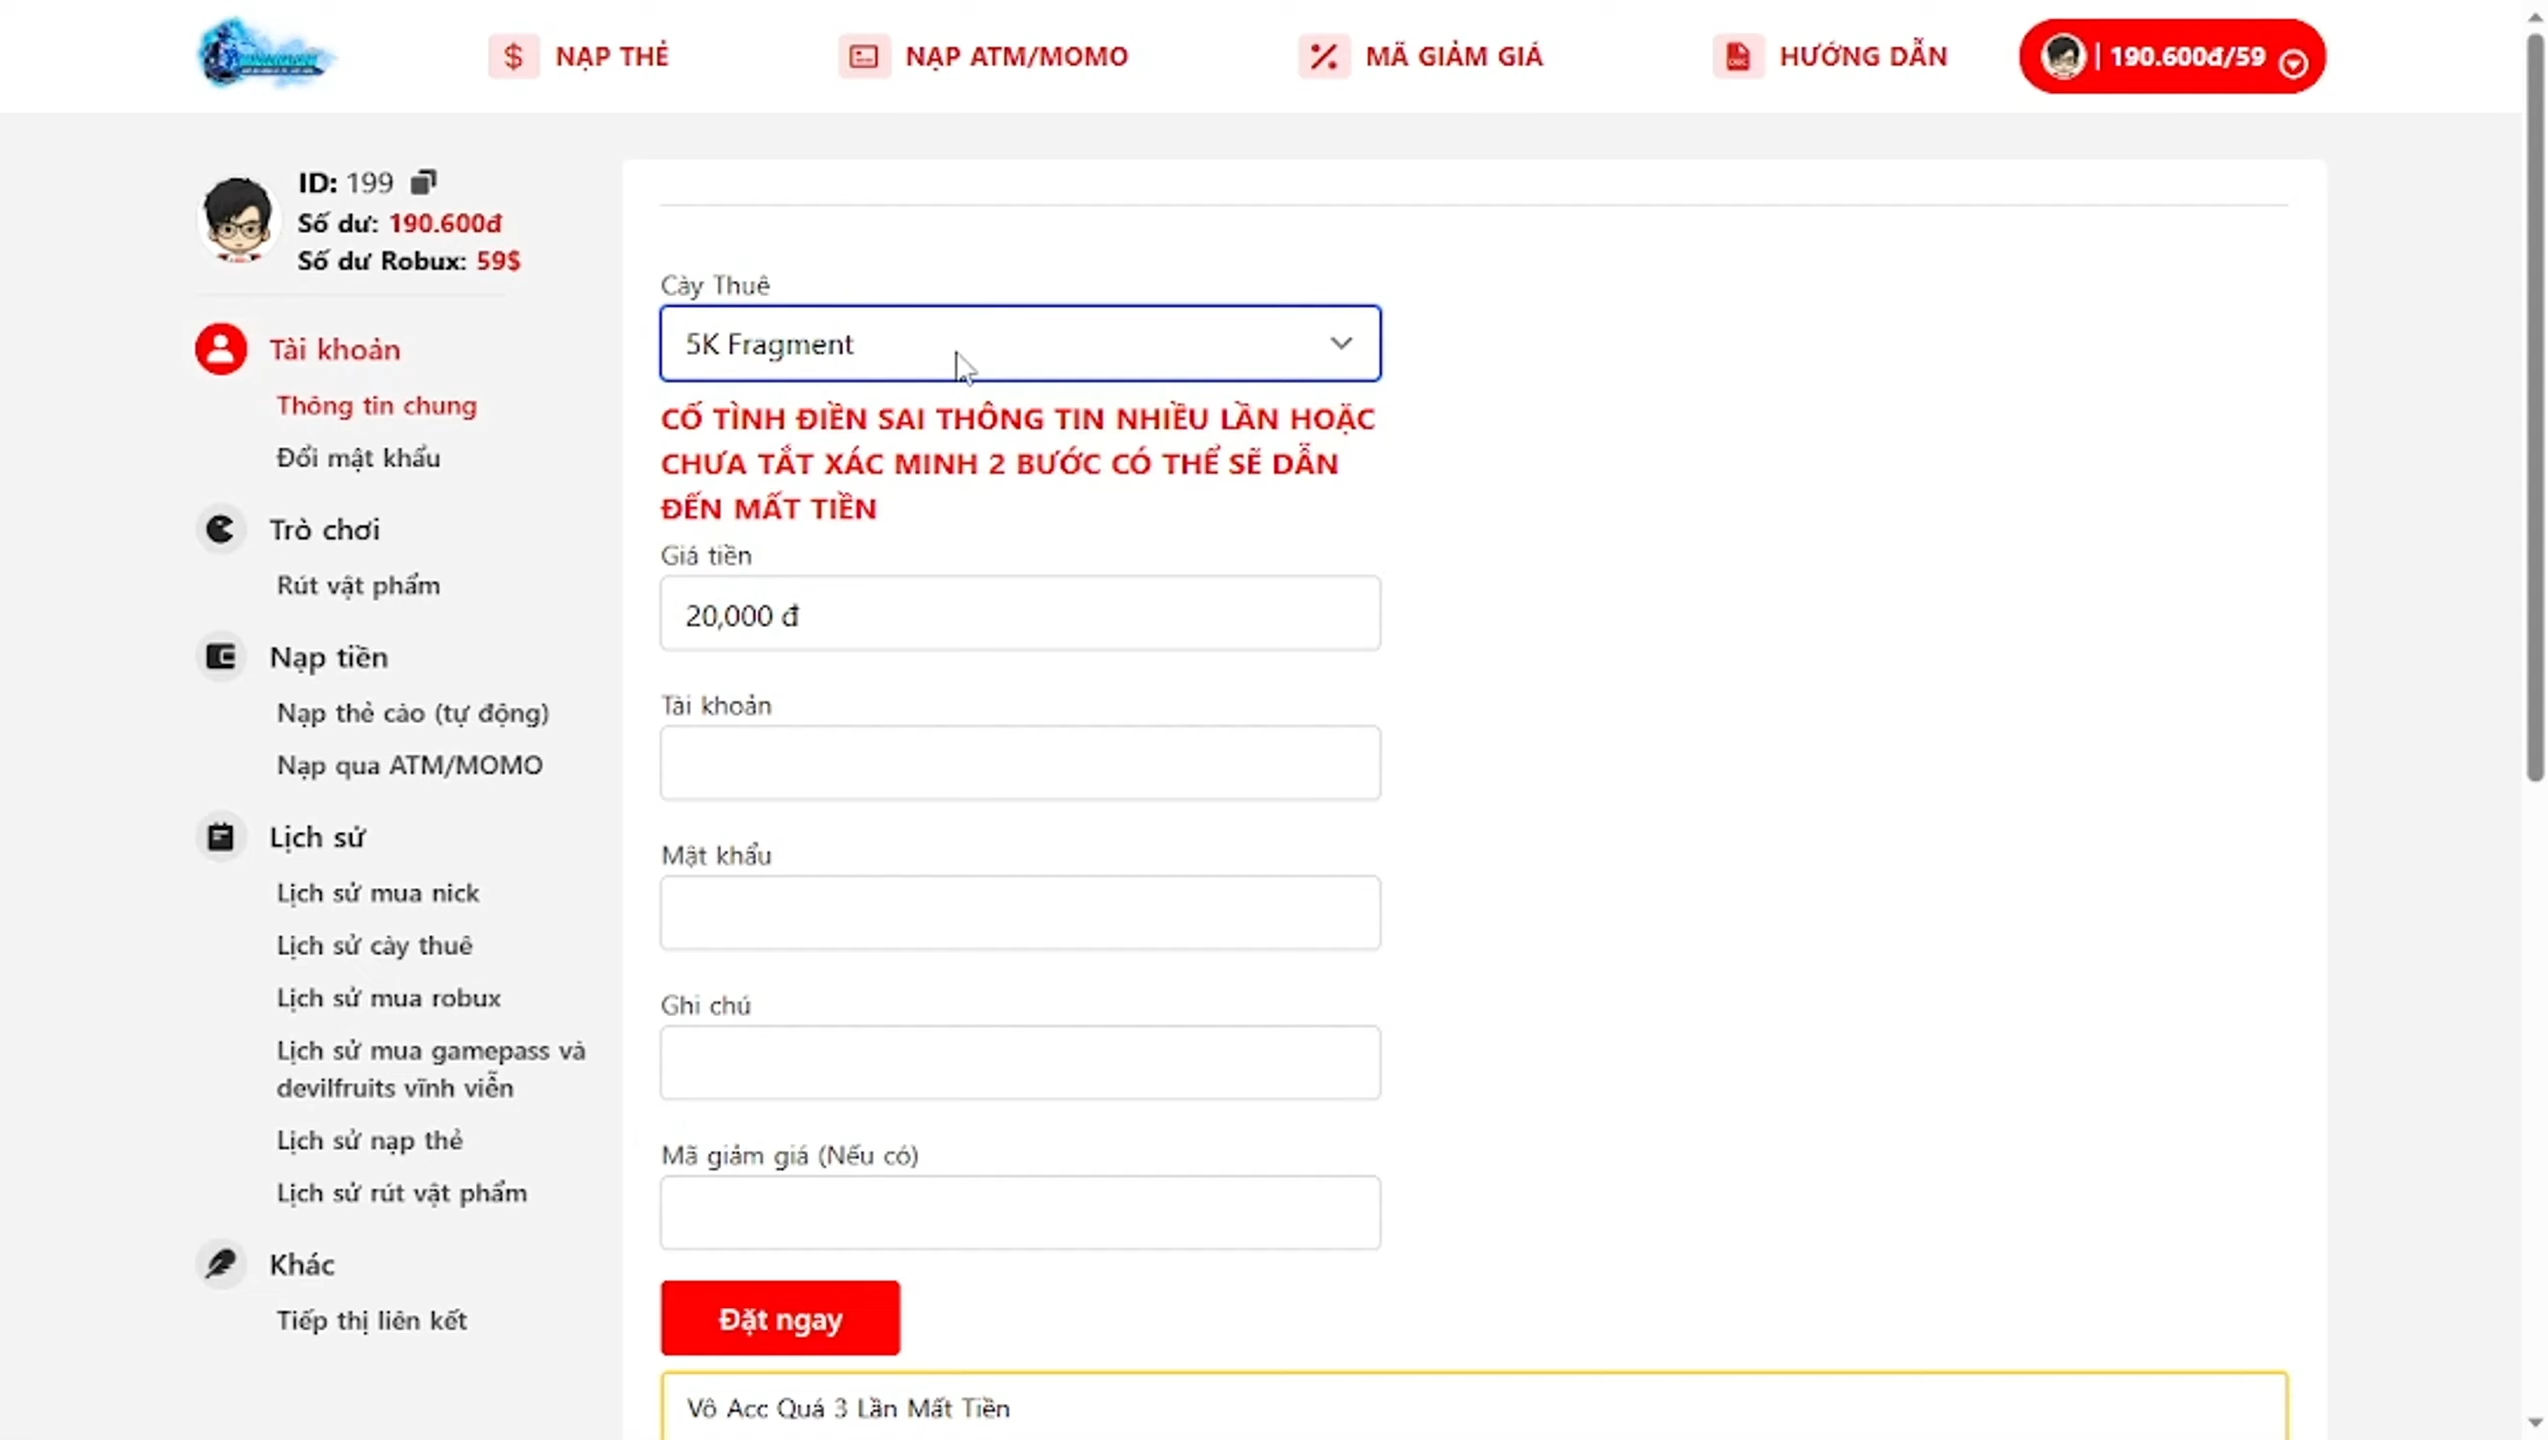 NẠP THẺ
NẠP ATM/MOMO
MÃ GIẢM GIÁ
HƯỚNG DẪN
| 190.600đ/59
ID: 199
Số dư: 190.600đ
Số dư Robux: 59$
Tài khoản
Thông tin chung
Đổi mật khẩu
Trò chơi
Rút vật phẩm
Nạp tiền
Nạp thẻ cào (tự động)
Nạp qua ATM/MOMO
Lịch sử
Lịch sử mua nick
Lịch sử cày thuê
Lịch sử mua robux
Lịch sử mua gamepass và
devilfruits vĩnh viễn
Lịch sử nạp thẻ
Lịch sử rút vật phẩm
Khác
Tiếp thị liên kết
Cày Thuê
5K Fragment
CỐ TÌNH ĐIỀN SAI THÔNG TIN NHIỀU LẦN HOẶC
CHƯA TẮT XÁC MINH 2 BƯỚC CÓ THỂ SẼ DẪN
ĐẾN MẤT TIỀN
Giá tiền
20,000 đ
Tài khoản
Mật khẩu
Ghi chú
Mã giảm giá (Nếu có)
Đặt ngay
Vô Acc Quá 3 Lần Mất Tiền